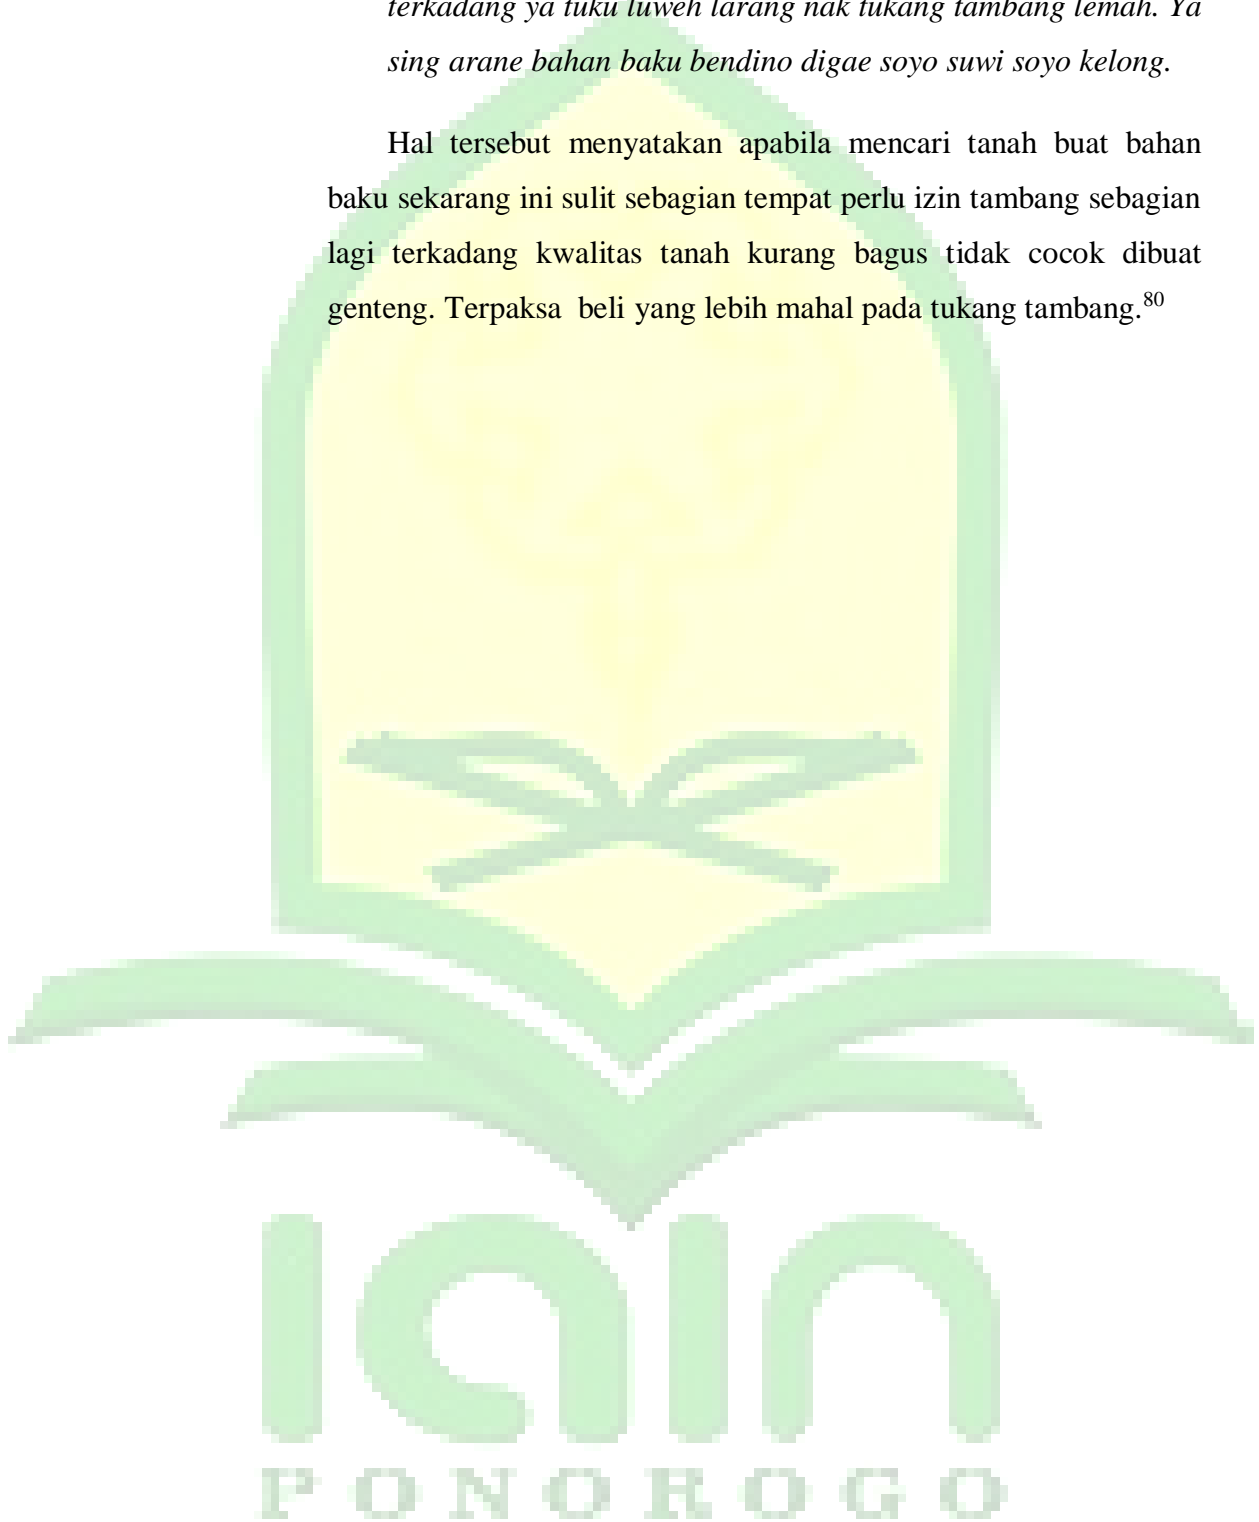 terkadang ya tuku luweh larang nak tukang tambang lemah. Ya
sing arane bahan baku bendino digae soyo suwi soyo kelong.
Hal tersebut menyatakan apabila mencari tanah buat bahan
baku sekarang ini sulit sebagian tempat perlu izin tambang sebagian
lagi terkadang kwalitas tanah kurang bagus tidak cocok dibuat
genteng. Terpaksa beli yang lebih mahal pada tukang tambang.80
iain
PONOROGO